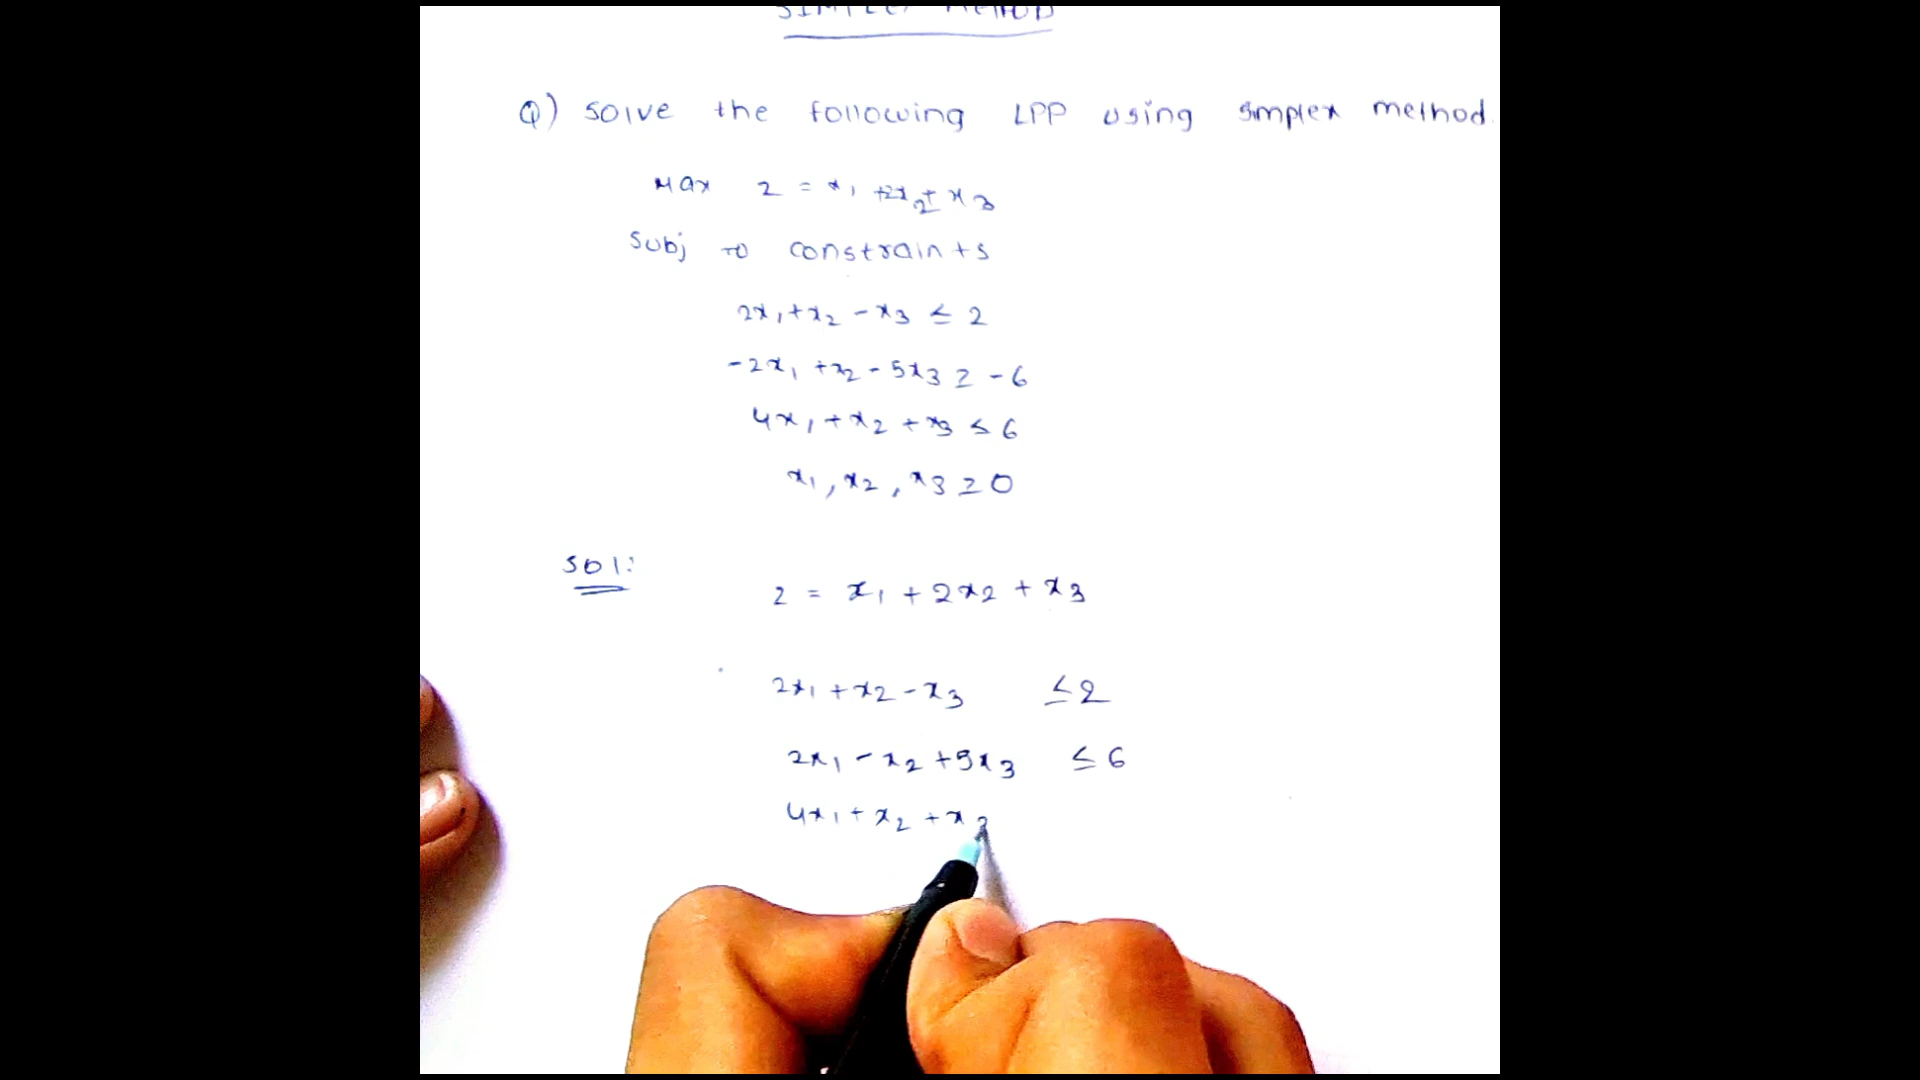 SIMPLEX METHOD
Q) Solve the following LPP using simplex method.
Max Z = x1 + 2x2 + x3
Subj to constraints
2x1 + x2 - x3 ≤ 2
-2x1 + x2 - 5x3 ≥ -6
4x1 + x2 + x3 ≤ 6
x1, x2, x3 ≥ 0
Sol:
Z = x1 + 2x2 + x3
2x1 + x2 - x3 ≤ 2
2x1 - x2 + 5x3 ≤ 6
4x1 + x2 + x3